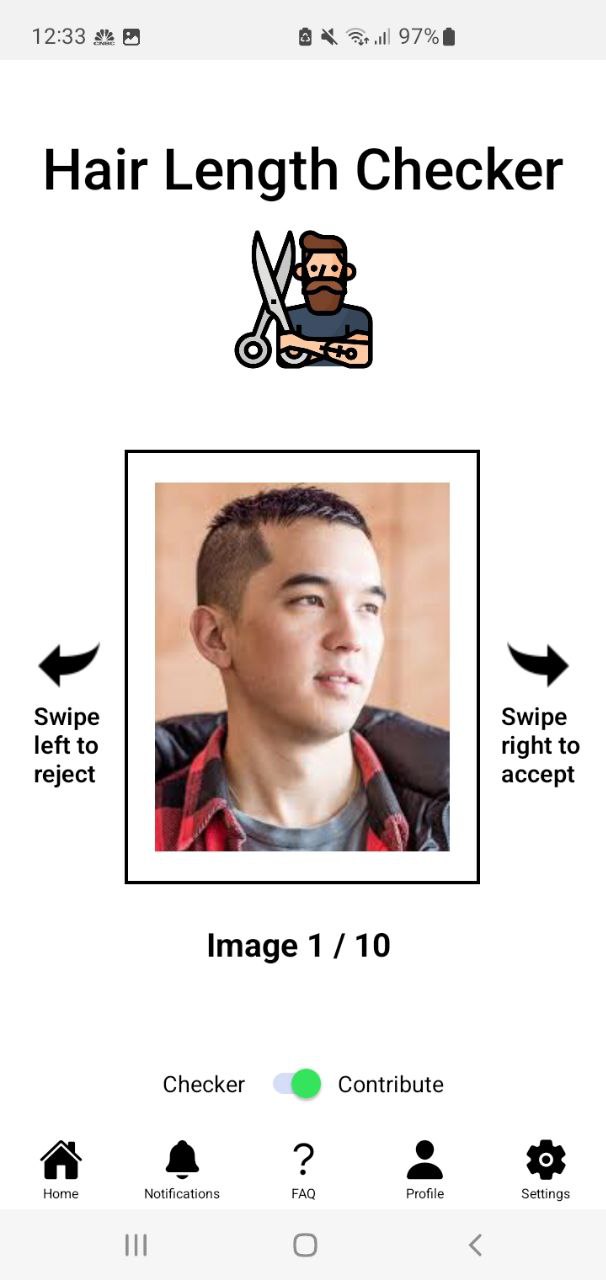 12:33 CNBC 97%
Hair Length Checker
Swipe
left to
reject
Swipe
right to
accept
Image 1 / 10
Checker Contribute
?
Home Notifications FAQ Profile Settings